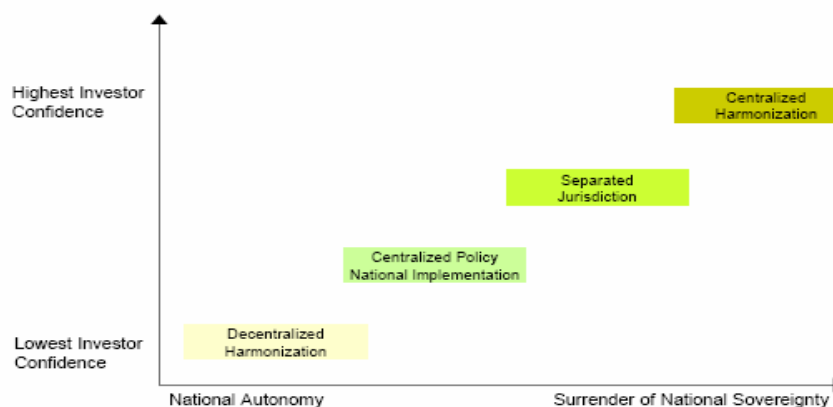 Highest Investor
Confidence
Centralized
Harmonization
Separated
Jurisdiction
Centralized Policy
National Implementation
Decentralized
Harmonization
Lowest Investor
Confidence
National Autonomy
Surrender of National Sovereignty